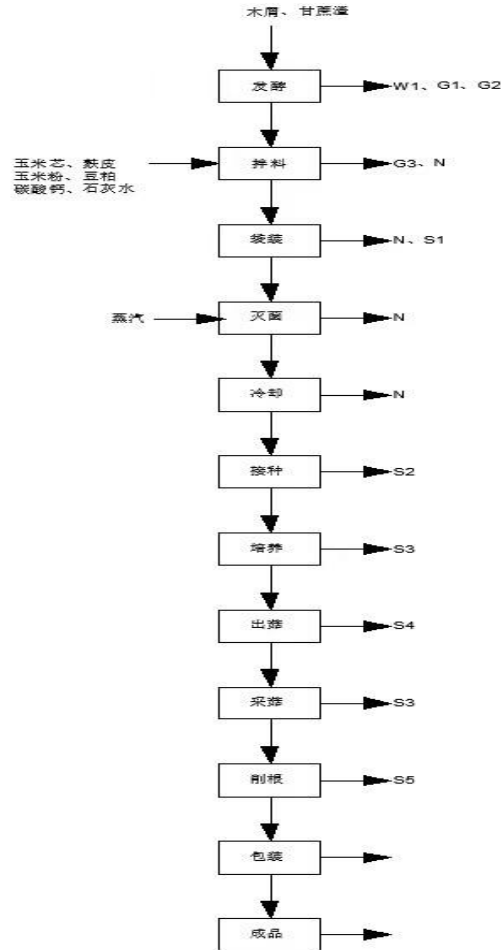 木屑、甘蔗渣
发酵
W1、G1、G2
玉米芯、麸皮
玉米粉、豆粕
碳酸钙、石灰水
拌料
G3、N
袋装
N、S1
蒸汽
灭菌
N
冷却
N
接种
S2
培养
S3
出菇
S4
采菇
S3
削根
S5
包装
成品